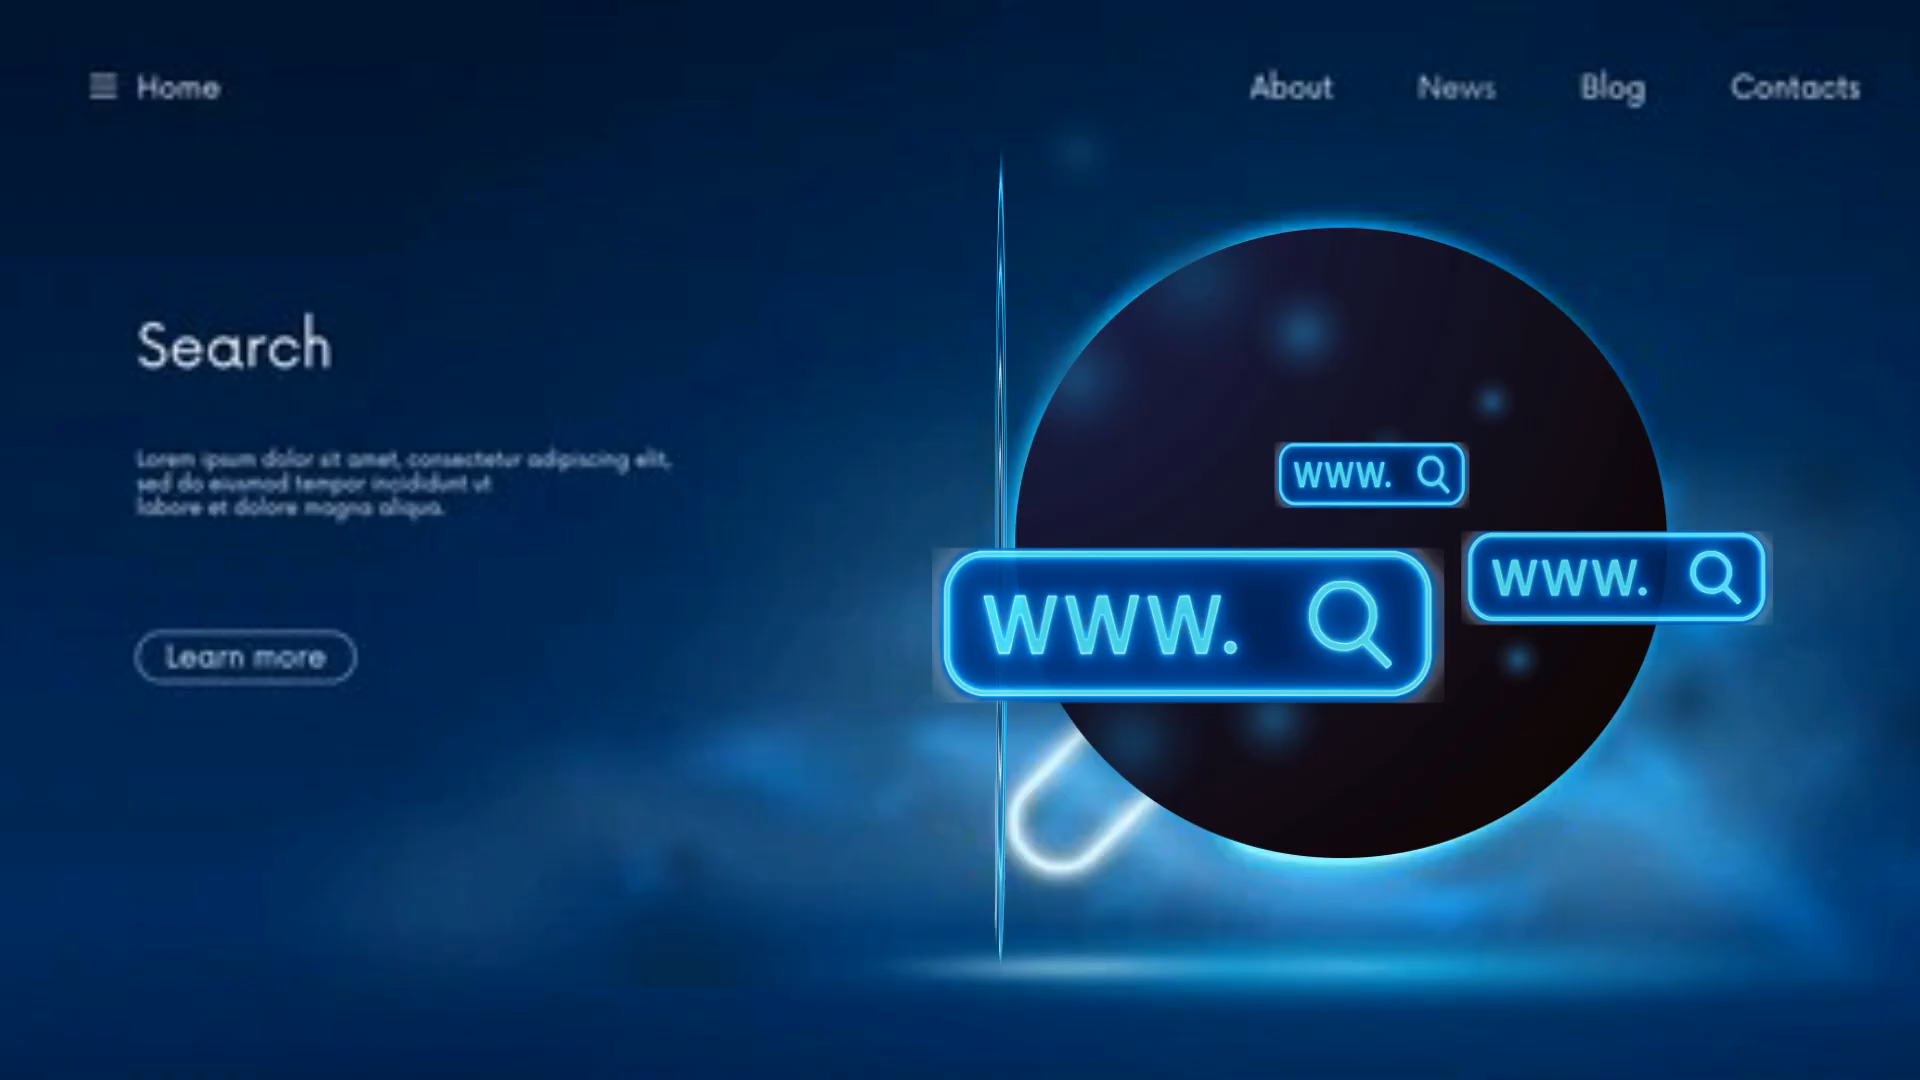 Home About News Blog Contacts
Search
Lorem ipsum dolor sit amet, consectetur adipiscing elit,
sed do eiusmod tempor incididunt ut
labore et dolore magna aliqua.
Learn more
WWW.
WWW.
WWW.